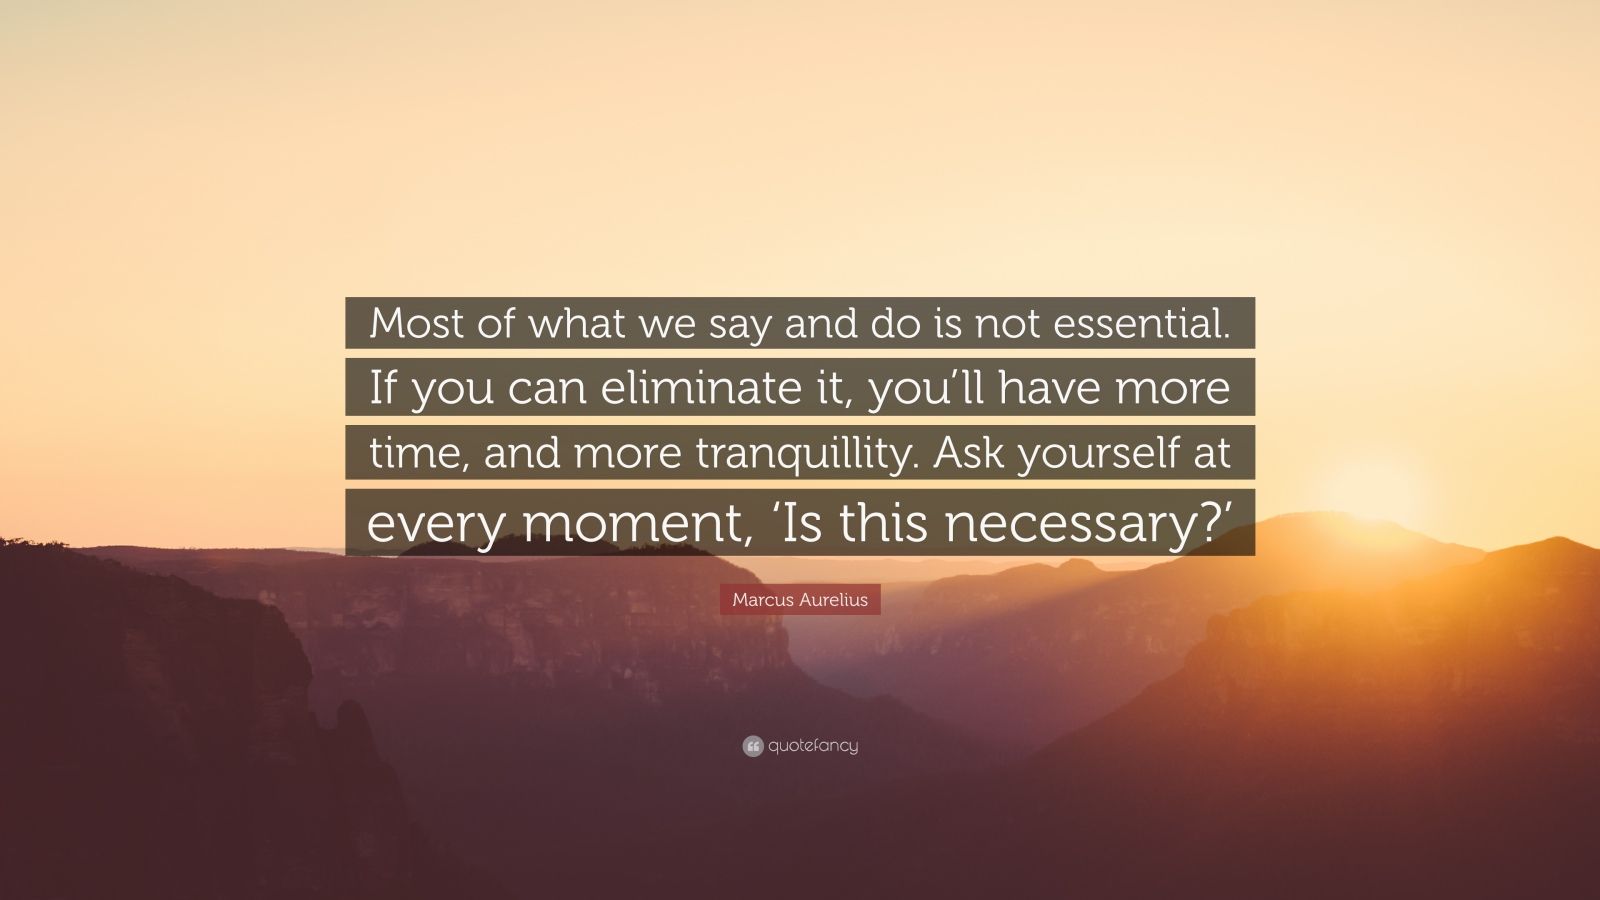 Most of what we say and do is not essential.
If you can eliminate it, you’ll have more
time, and more tranquillity. Ask yourself at
every moment, ‘Is this necessary?’
Marcus Aurelius
quotefancy